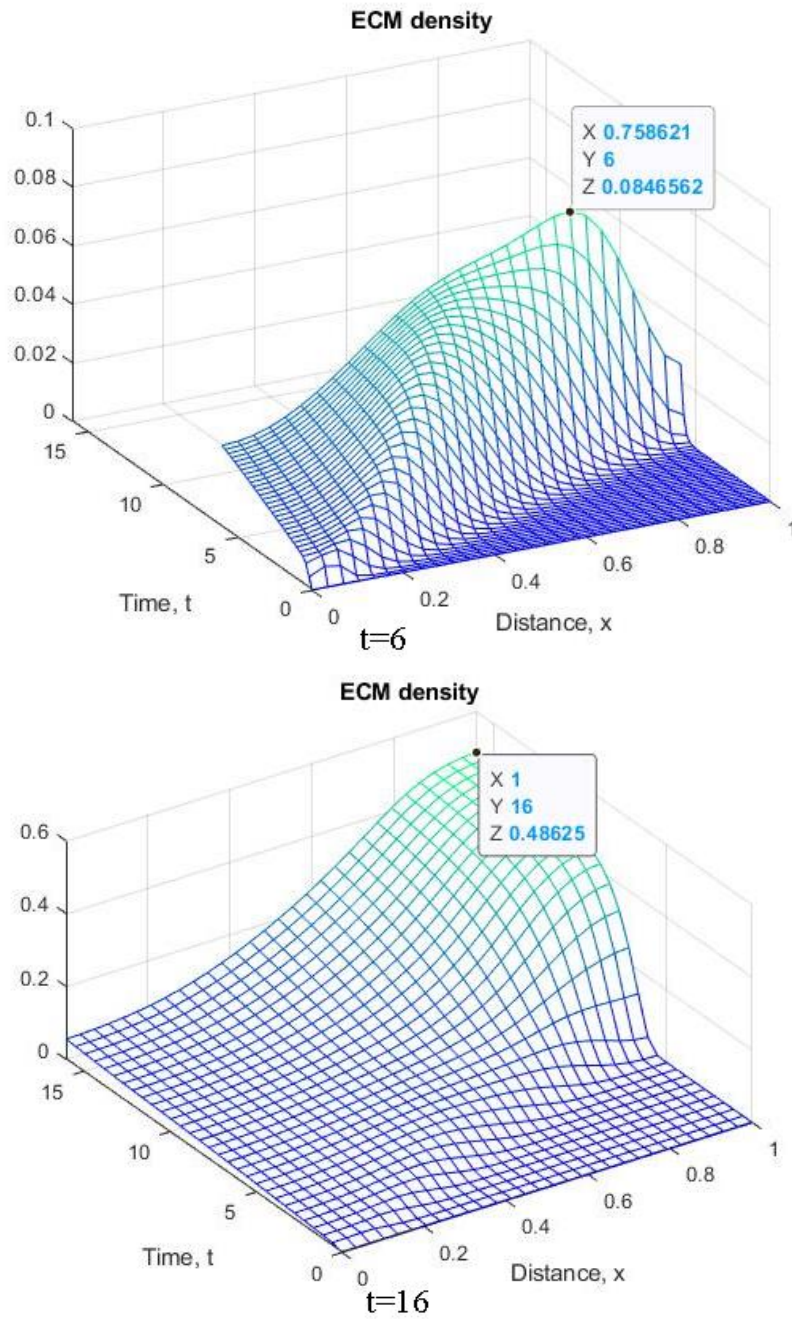 ECM density
X 0.758621
Y 6
Z 0.0846562
0.1
0.08
0.06
0.04
0.02
0
15
10
5
0
0
0.2
0.4
0.6
0.8
1
Time, t
Distance, x
t=6
ECM density
X 1
Y 16
Z 0.48625
0.6
0.4
0.2
0
15
10
5
0
0
0.2
0.4
0.6
0.8
1
Time, t
Distance, x
t=16